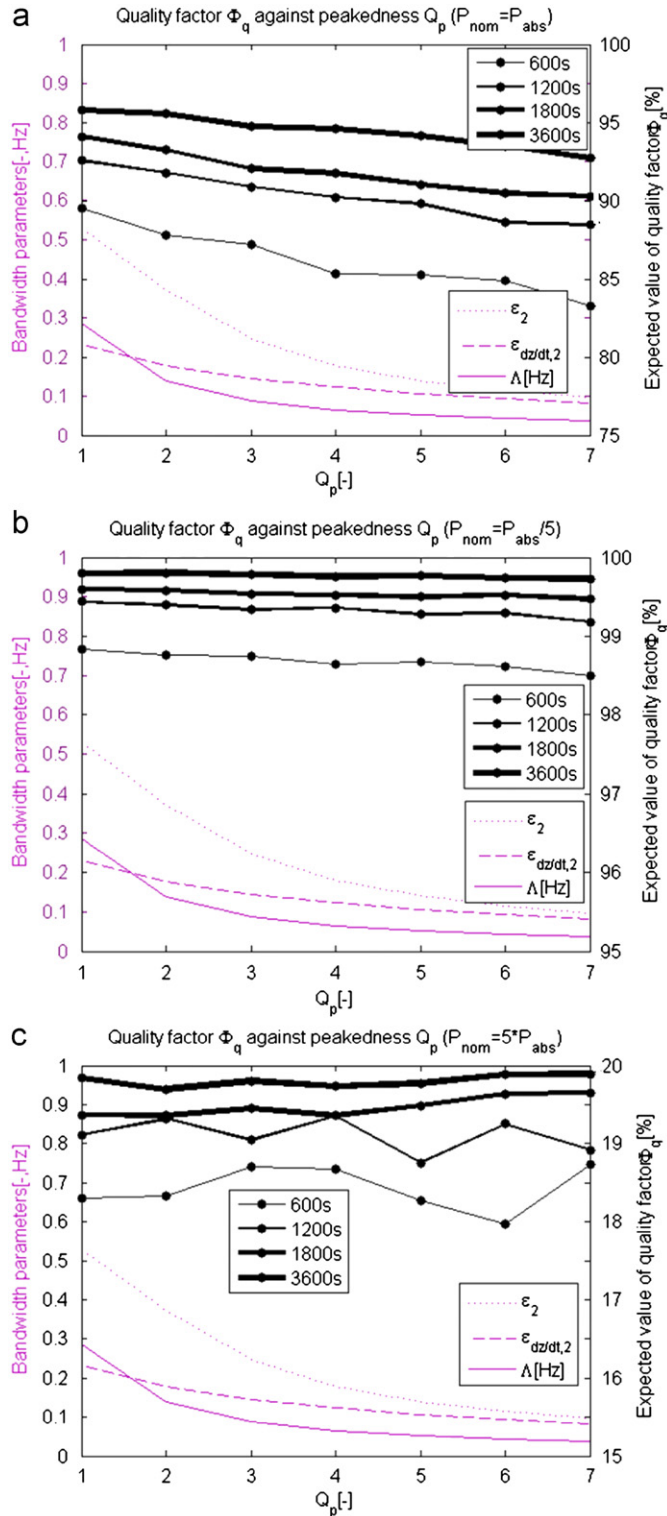 a
Quality factor Φq against peakedness Qp (Pnom=Pabs)
1
0.9
0.8
0.7
0.6
0.5
0.4
0.3
0.2
0.1
0
Bandwidth parameters[-,Hz]
100
95
90
85
80
75
Expected value of quality factorΦq[%]
600s
1200s
1800s
3600s
ε2
εdz/dt,2
Λ[Hz]
1 2 3 4 5 6 7
Qp[-]
b
Quality factor Φq against peakedness Qp (Pnom=Pabs/5)
1
0.9
0.8
0.7
0.6
0.5
0.4
0.3
0.2
0.1
0
Bandwidth parameters[-,Hz]
100
99
98
97
96
95
Expected value of quality factorΦq[%]
600s
1200s
1800s
3600s
ε2
εdz/dt,2
Λ[Hz]
1 2 3 4 5 6 7
Qp[-]
c
Quality factor Φq against peakedness Qp (Pnom=5*Pabs)
1
0.9
0.8
0.7
0.6
0.5
0.4
0.3
0.2
0.1
0
Bandwidth parameters[-,Hz]
20
19
18
17
16
15
Expected value of quality factorΦq[%]
600s
1200s
1800s
3600s
ε2
εdz/dt,2
Λ[Hz]
1 2 3 4 5 6 7
Qp[-]